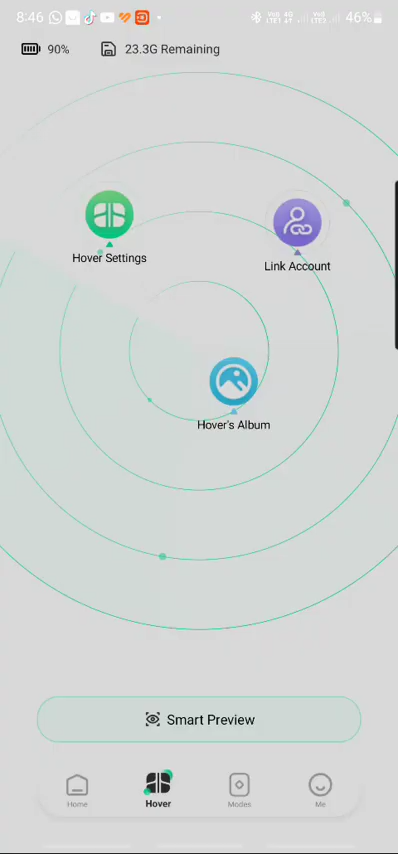 8:46 46%
90% 23.3G Remaining
Hover Settings
Link Account
Hover's Album
Smart Preview
Home Hover Modes Me